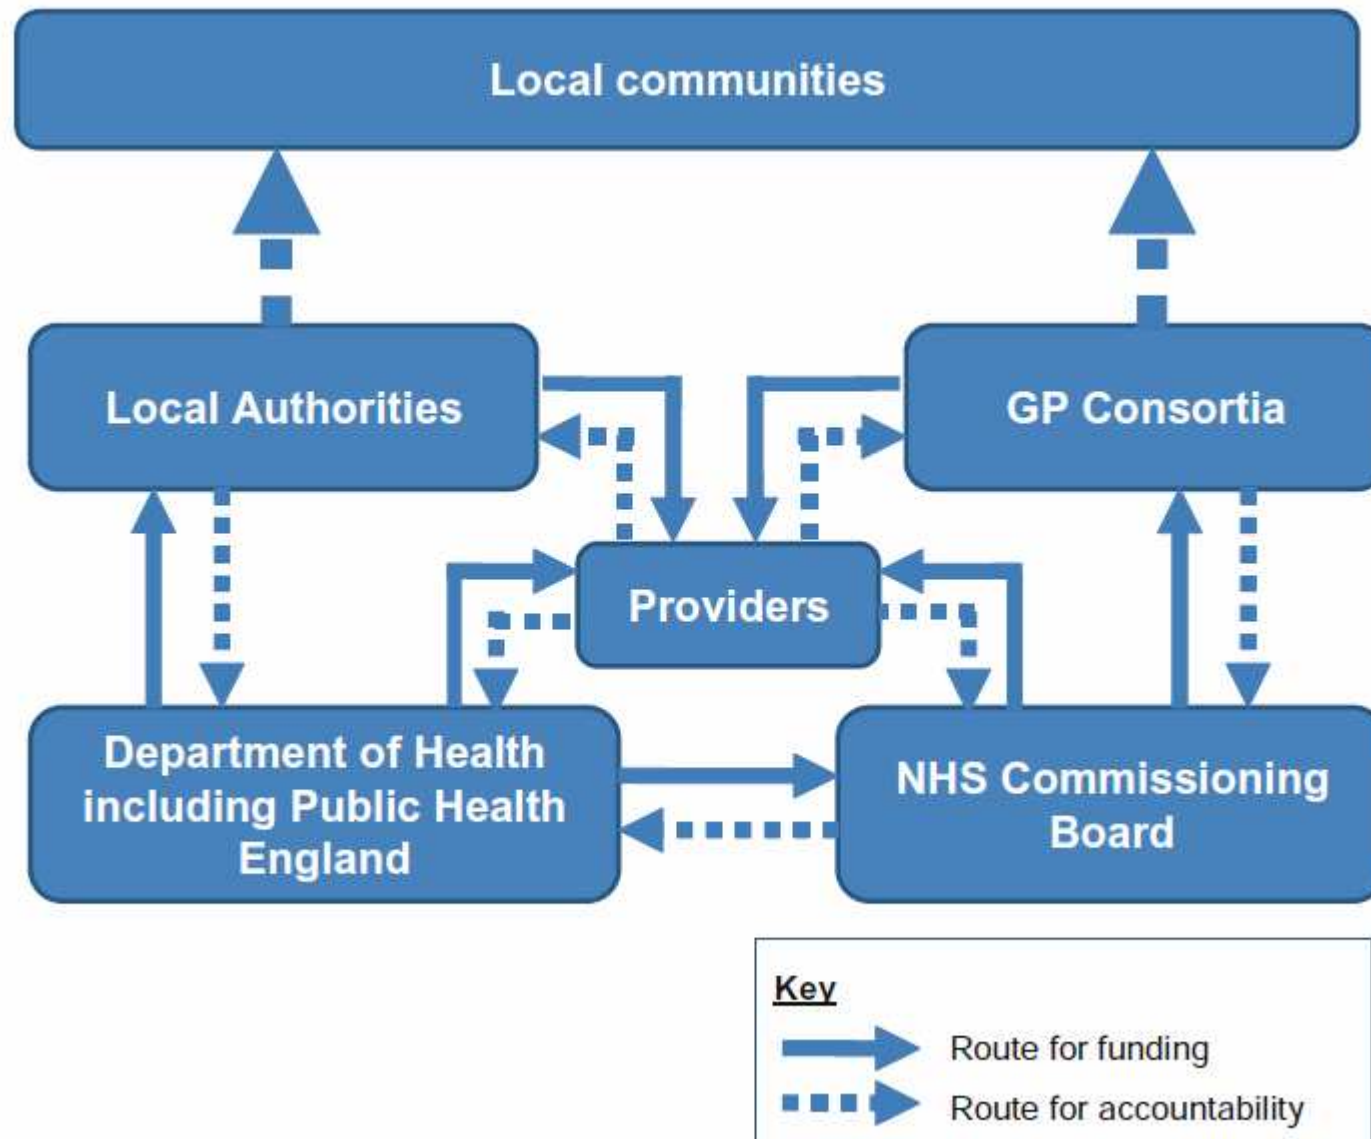 Local communities
Local Authorities
GP Consortia
Providers
Department of Health
including Public Health
England
NHS Commissioning
Board
Key
Route for funding
Route for accountability